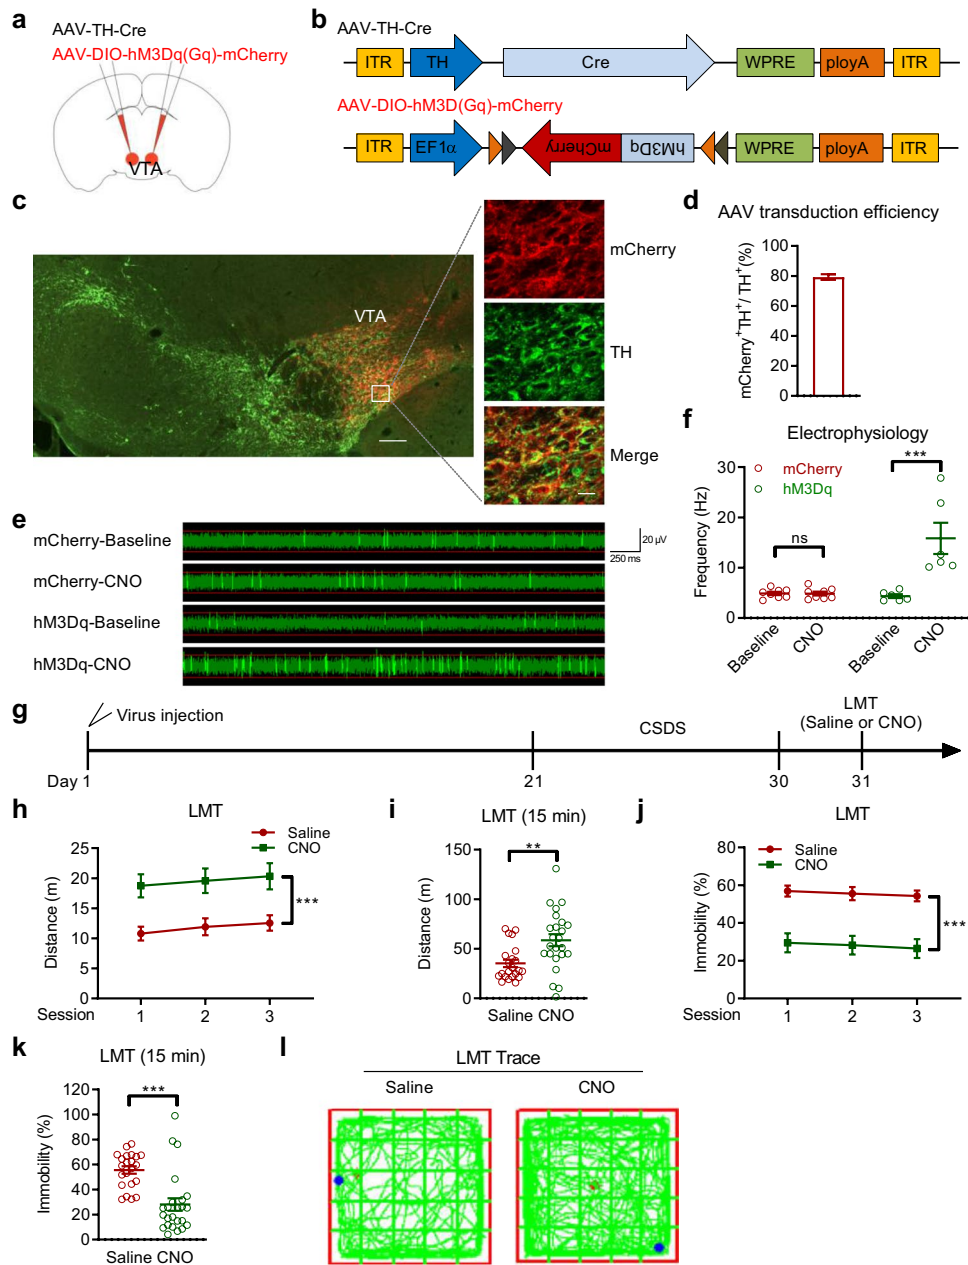 a
AAV-TH-Cre
AAV-DIO-hM3Dq(Gq)-mCherry
VTA
b
AAV-TH-Cre
ITR TH Cre WPRE ployA ITR
AAV-DIO-hM3D(Gq)-mCherry
ITR EF1α mCherry hM3Dq WPRE ployA ITR
c
VTA
mCherry
TH
Merge
d
AAV transduction efficiency
mCherry+TH+/TH+(%)
100
80
60
40
20
0
e
mCherry-Baseline
mCherry-CNO
hM3Dq-Baseline
hM3Dq-CNO
20 µV
250 ms
f
Electrophysiology
Frequency (Hz)
30
20
10
0
mCherry
hM3Dq
ns
***
Baseline CNO Baseline CNO
g
Virus injection
CSDS
LMT
(Saline or CNO)
Day 1 21 30 31
h
LMT
Saline
CNO
Distance (m)
25
20
15
10
5
0
***
Session 1 2 3
i
LMT (15 min)
Distance (m)
150
100
50
0
**
Saline CNO
j
LMT
Saline
CNO
Immobility (%)
80
60
40
20
0
***
Session 1 2 3
k
LMT (15 min)
Immobility (%)
120
100
80
60
40
20
0
***
Saline CNO
l
LMT Trace
Saline CNO